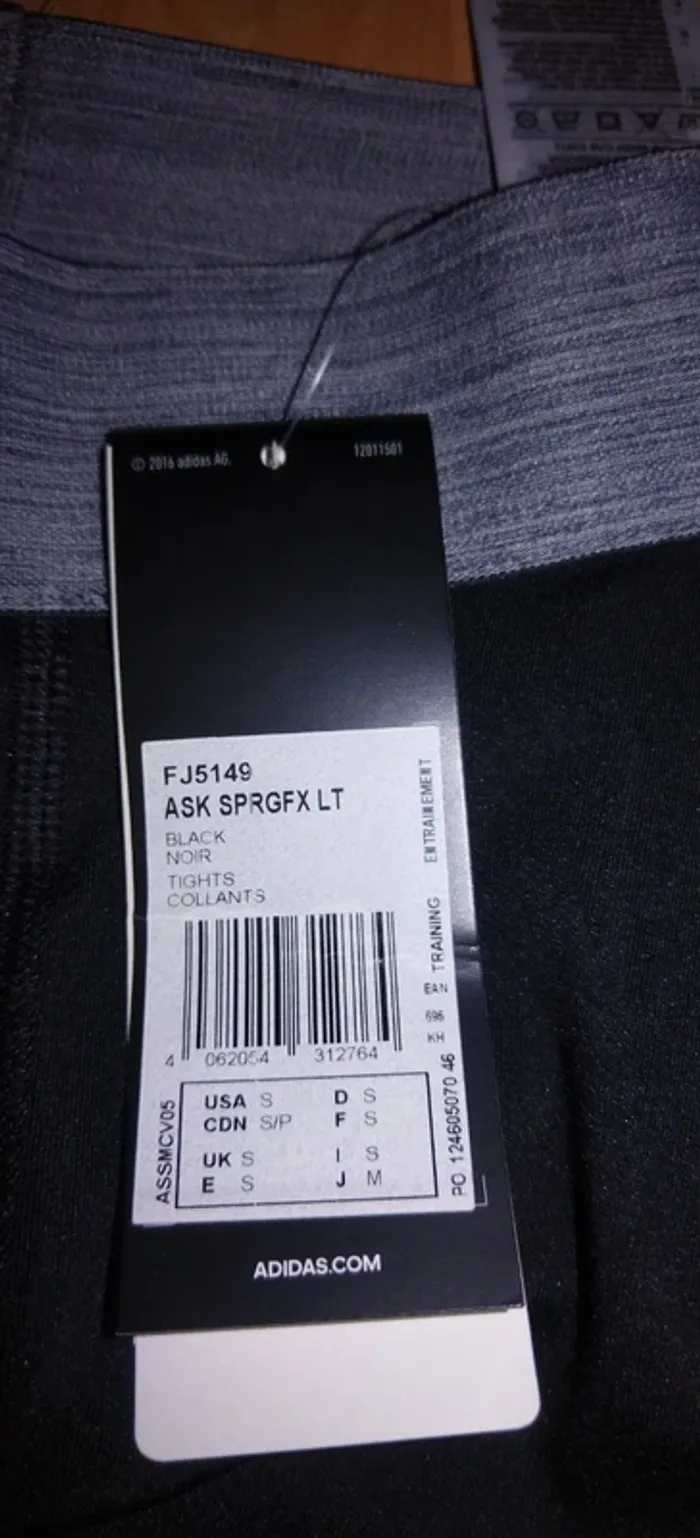 © 2016 adidas AG.
12011501
FJ5149
ASK SPRGFX LT
BLACK
NOIR
TIGHTS
COLLANTS
ENTRAINEMENT
TRAINING
EAN
696
KH
4 062054 312764
ASSMCV05
USA S D S
CDN S/P F S
UK S I S
E S J M
PO 124605070 46
ADIDAS.COM